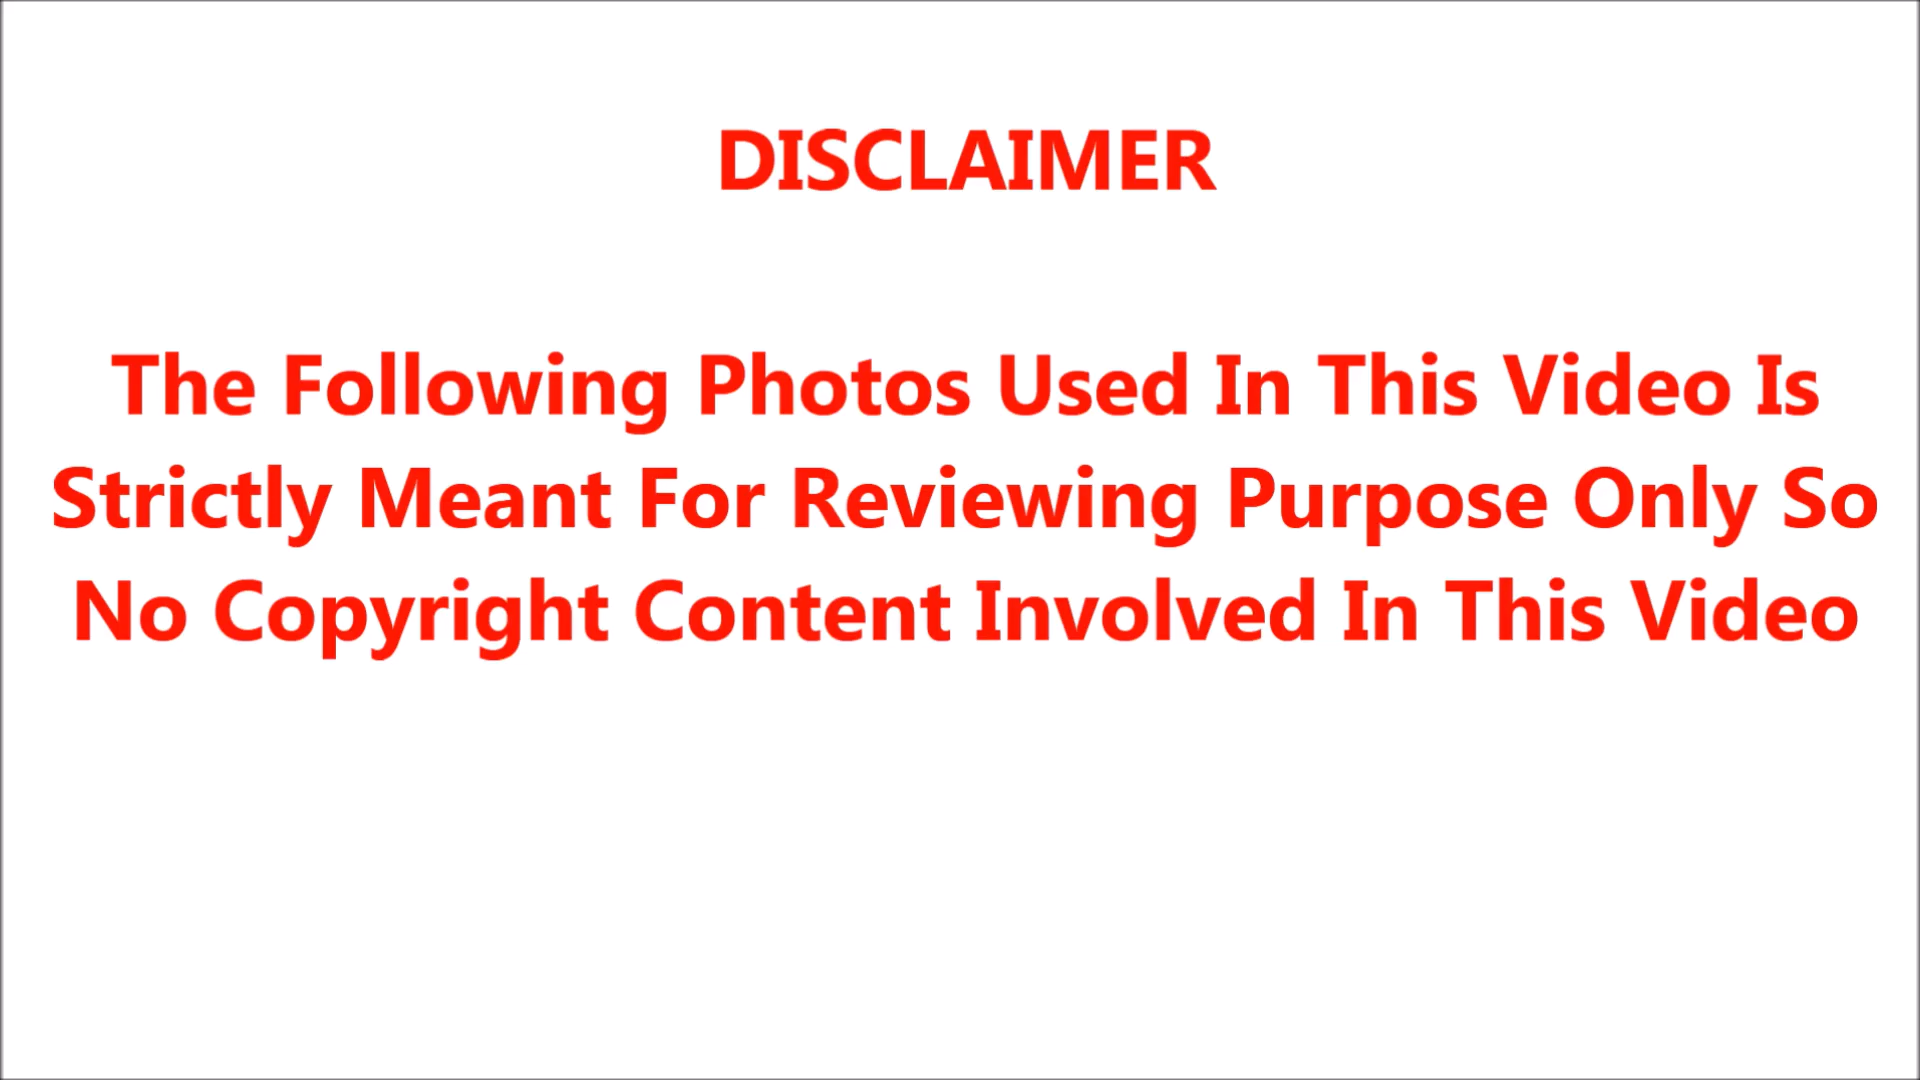 DISCLAIMER
The Following Photos Used In This Video Is
Strictly Meant For Reviewing Purpose Only So
No Copyright Content Involved In This Video